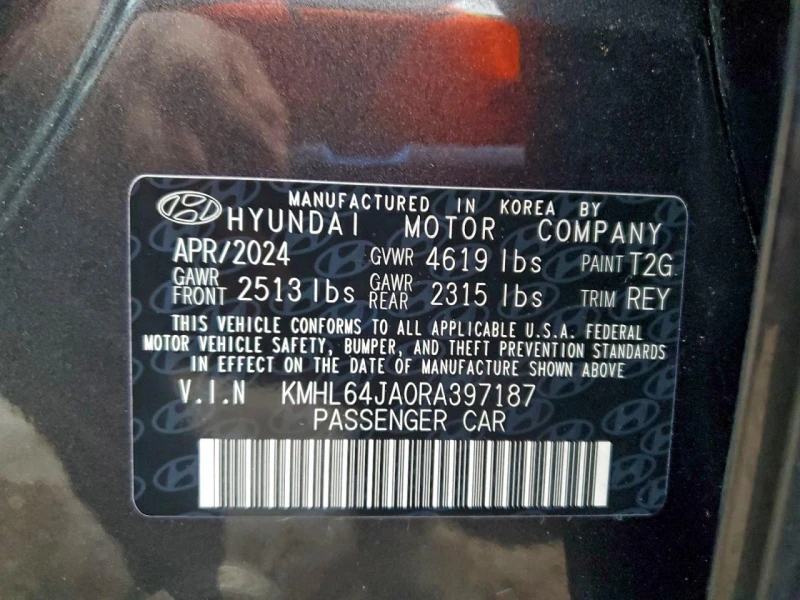 MANUFACTURED IN KOREA BY
HYUNDAI MOTOR COMPANY
APR/2024 GVWR 4619 lbs PAINT T2G
GAWR FRONT 2513 lbs GAWR REAR 2315 lbs TRIM REY
THIS VEHICLE CONFORMS TO ALL APPLICABLE U.S.A. FEDERAL
MOTOR VEHICLE SAFETY, BUMPER, AND THEFT PREVENTION STANDARDS
IN EFFECT ON THE DATE OF MANUFACTURE SHOWN ABOVE
V.I.N KMHL64JA0RA397187
PASSENGER CAR